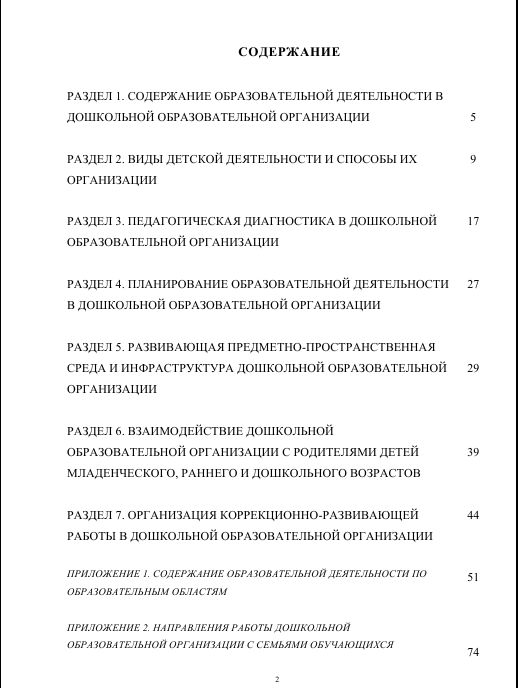 СОДЕРЖАНИЕ
РАЗДЕЛ 1. СОДЕРЖАНИЕ ОБРАЗОВАТЕЛЬНОЙ ДЕЯТЕЛЬНОСТИ В
ДОШКОЛЬНОЙ ОБРАЗОВАТЕЛЬНОЙ ОРГАНИЗАЦИИ 5
РАЗДЕЛ 2. ВИДЫ ДЕТСКОЙ ДЕЯТЕЛЬНОСТИ И СПОСОБЫ ИХ 9
ОРГАНИЗАЦИИ
РАЗДЕЛ 3. ПЕДАГОГИЧЕСКАЯ ДИАГНОСТИКА В ДОШКОЛЬНОЙ 17
ОБРАЗОВАТЕЛЬНОЙ ОРГАНИЗАЦИИ
РАЗДЕЛ 4. ПЛАНИРОВАНИЕ ОБРАЗОВАТЕЛЬНОЙ ДЕЯТЕЛЬНОСТИ 27
В ДОШКОЛЬНОЙ ОБРАЗОВАТЕЛЬНОЙ ОРГАНИЗАЦИИ
РАЗДЕЛ 5. РАЗВИВАЮЩАЯ ПРЕДМЕТНО-ПРОСТРАНСТВЕННАЯ
СРЕДА И ИНФРАСТРУКТУРА ДОШКОЛЬНОЙ ОБРАЗОВАТЕЛЬНОЙ 29
ОРГАНИЗАЦИИ
РАЗДЕЛ 6. ВЗАИМОДЕЙСТВИЕ ДОШКОЛЬНОЙ
ОБРАЗОВАТЕЛЬНОЙ ОРГАНИЗАЦИИ С РОДИТЕЛЯМИ ДЕТЕЙ 39
МЛАДЕНЧЕСКОГО, РАННЕГО И ДОШКОЛЬНОГО ВОЗРАСТОВ
РАЗДЕЛ 7. ОРГАНИЗАЦИЯ КОРРЕКЦИОННО-РАЗВИВАЮЩЕЙ 44
РАБОТЫ В ДОШКОЛЬНОЙ ОБРАЗОВАТЕЛЬНОЙ ОРГАНИЗАЦИИ
ПРИЛОЖЕНИЕ 1. СОДЕРЖАНИЕ ОБРАЗОВАТЕЛЬНОЙ ДЕЯТЕЛЬНОСТИ ПО 51
ОБРАЗОВАТЕЛЬНЫМ ОБЛАСТЯМ
ПРИЛОЖЕНИЕ 2. НАПРАВЛЕНИЯ РАБОТЫ ДОШКОЛЬНОЙ
ОБРАЗОВАТЕЛЬНОЙ ОРГАНИЗАЦИИ С СЕМЬЯМИ ОБУЧАЮЩИХСЯ 74
2